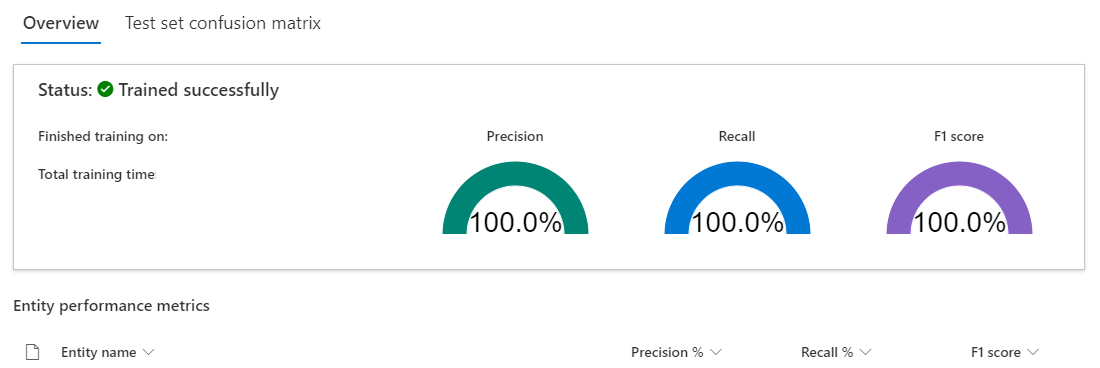 Overview Test set confusion matrix
Status: Trained successfully
Finished training on: Precision Recall F1 score
Total training time:
100.0% 100.0% 100.0%
Entity performance metrics
Entity name Precision % Recall % F1 score